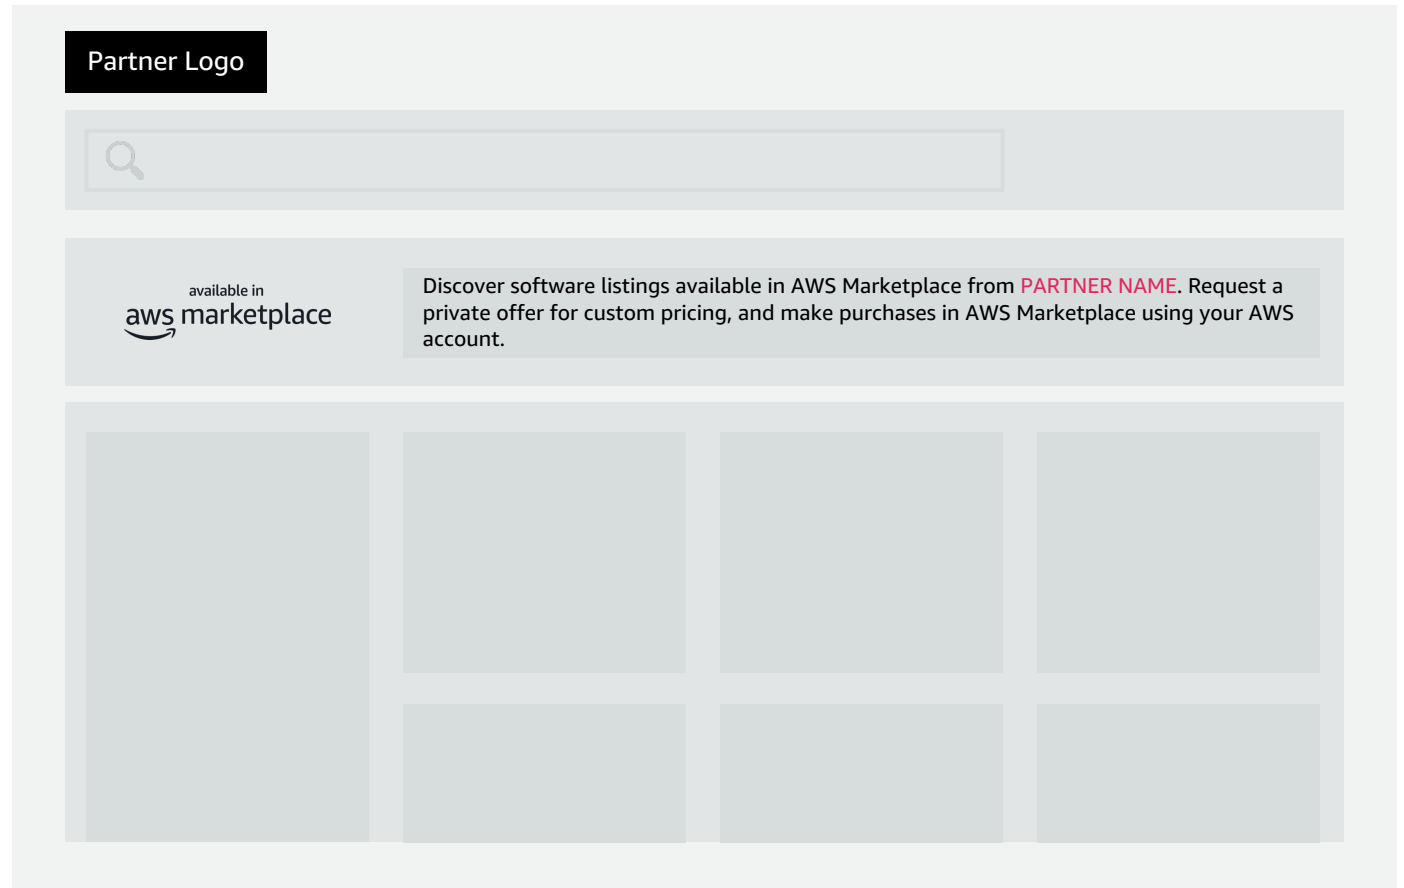 Partner Logo
available in
aws marketplace
Discover software listings available in AWS Marketplace from PARTNER NAME. Request a
private offer for custom pricing, and make purchases in AWS Marketplace using your AWS
account.